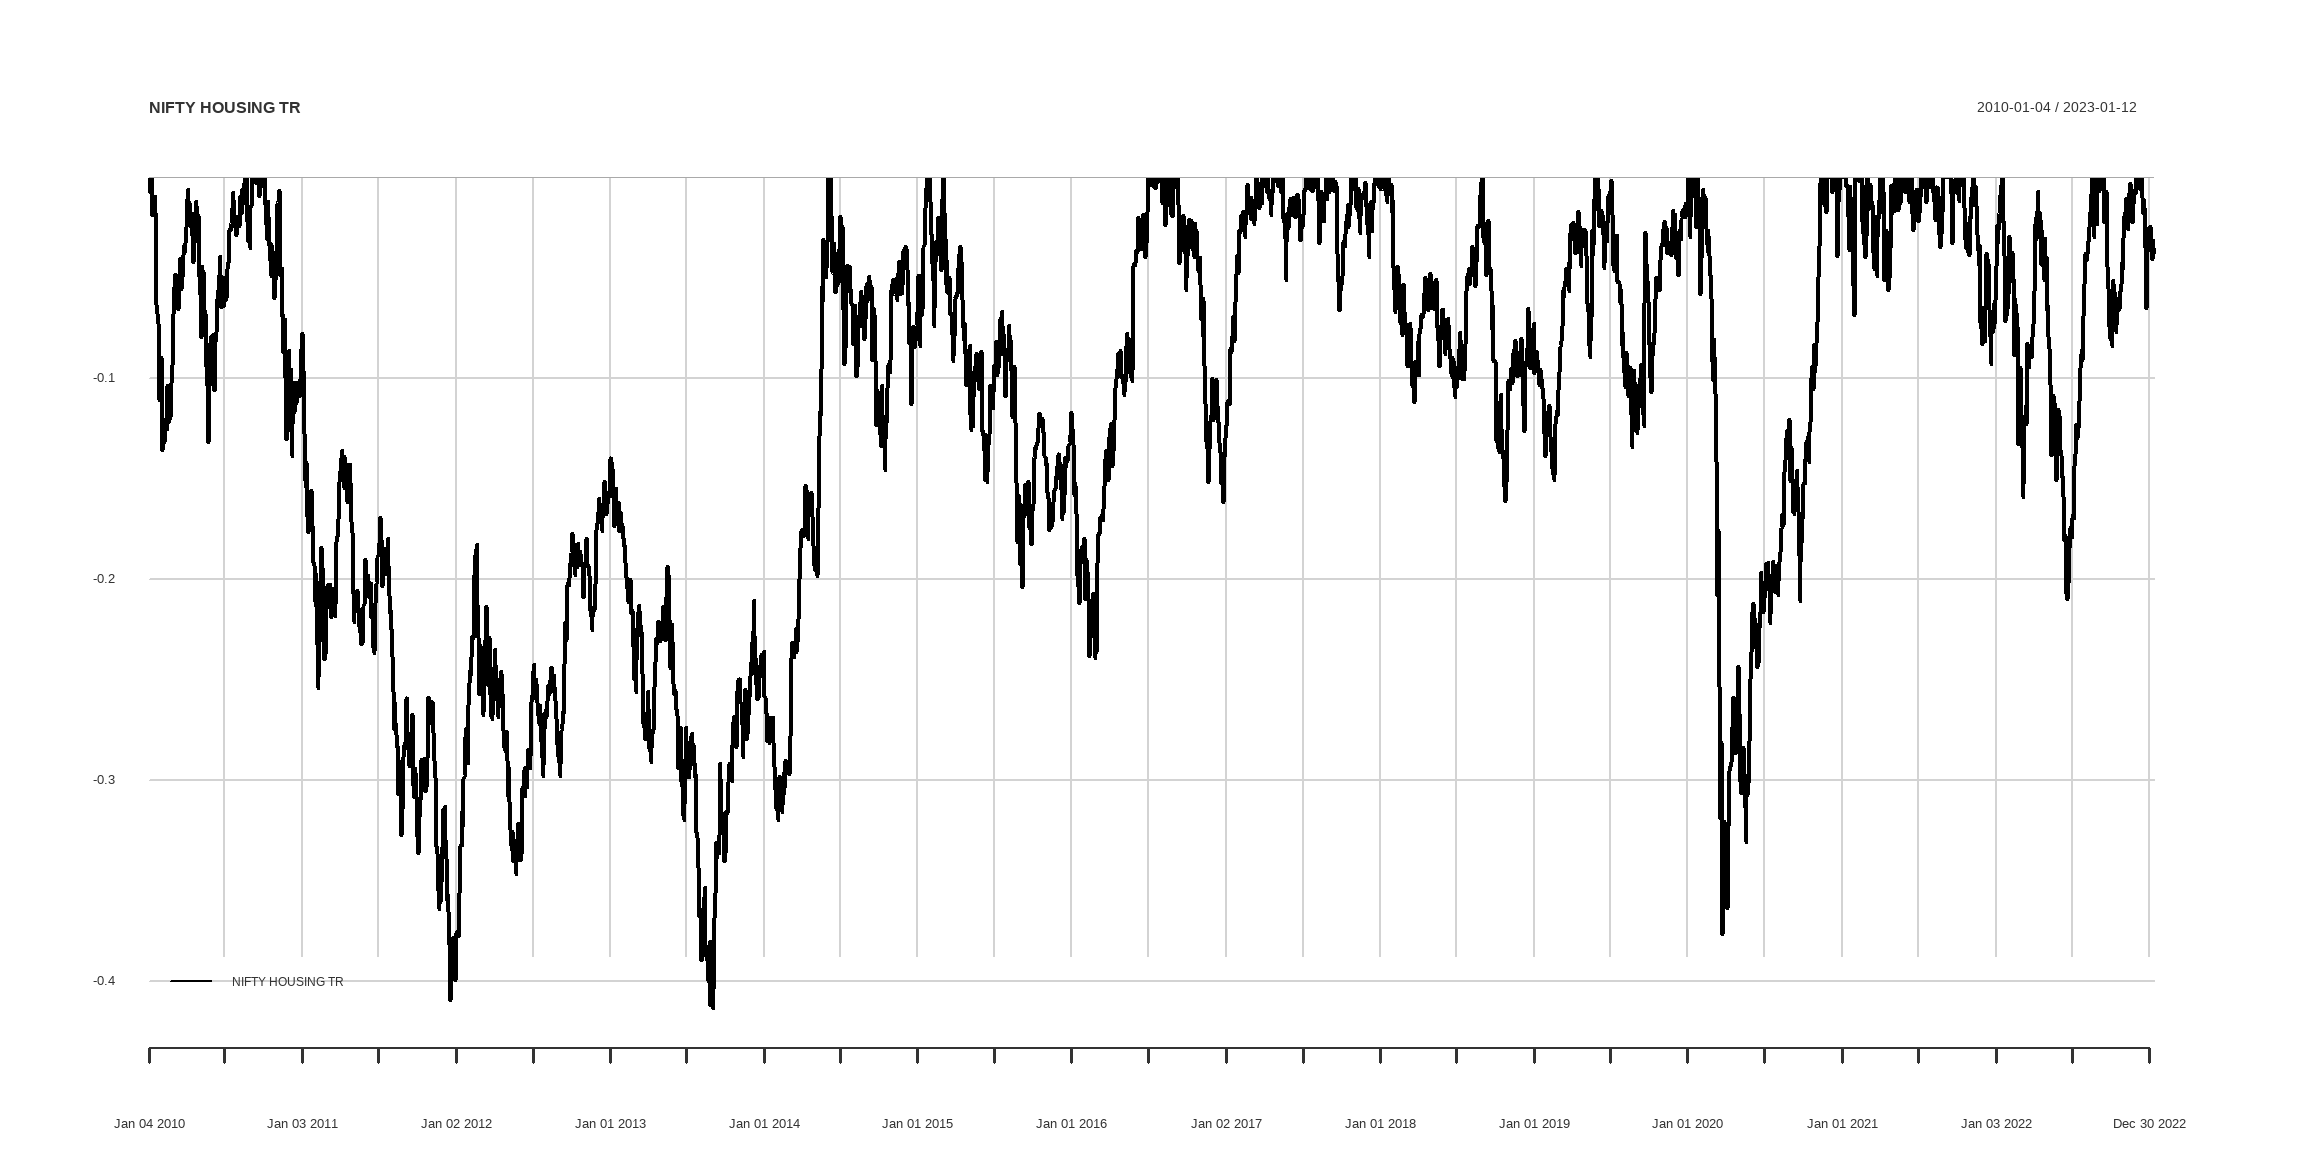 NIFTY HOUSING TR
2010-01-04 / 2023-01-12
-0.1
-0.2
-0.3
-0.4
NIFTY HOUSING TR
Jan 04 2010 Jan 03 2011 Jan 02 2012 Jan 01 2013 Jan 01 2014 Jan 01 2015 Jan 01 2016 Jan 02 2017 Jan 01 2018 Jan 01 2019 Jan 01 2020 Jan 01 2021 Jan 03 2022 Dec 30 2022